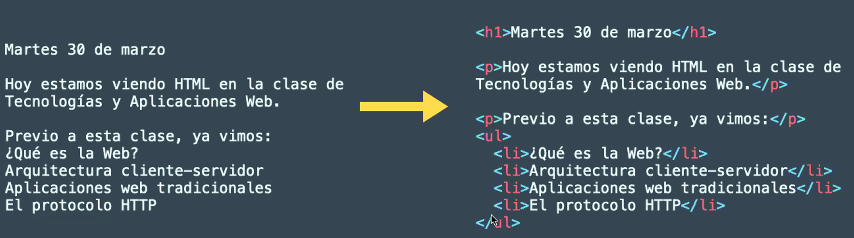 Martes 30 de marzo
Hoy estamos viendo HTML en la clase de
Tecnologías y Aplicaciones Web.
Previo a esta clase, ya vimos:
¿Qué es la Web?
Arquitectura cliente-servidor
Aplicaciones web tradicionales
El protocolo HTTP
<h1>Martes 30 de marzo</h1>
<p>Hoy estamos viendo HTML en la clase de
Tecnologías y Aplicaciones Web.</p>
<p>Previo a esta clase, ya vimos:</p>
<ul>
<li>¿Qué es la Web?</li>
<li>Arquitectura cliente-servidor</li>
<li>Aplicaciones web tradicionales</li>
<li>El protocolo HTTP</li>
</ul>